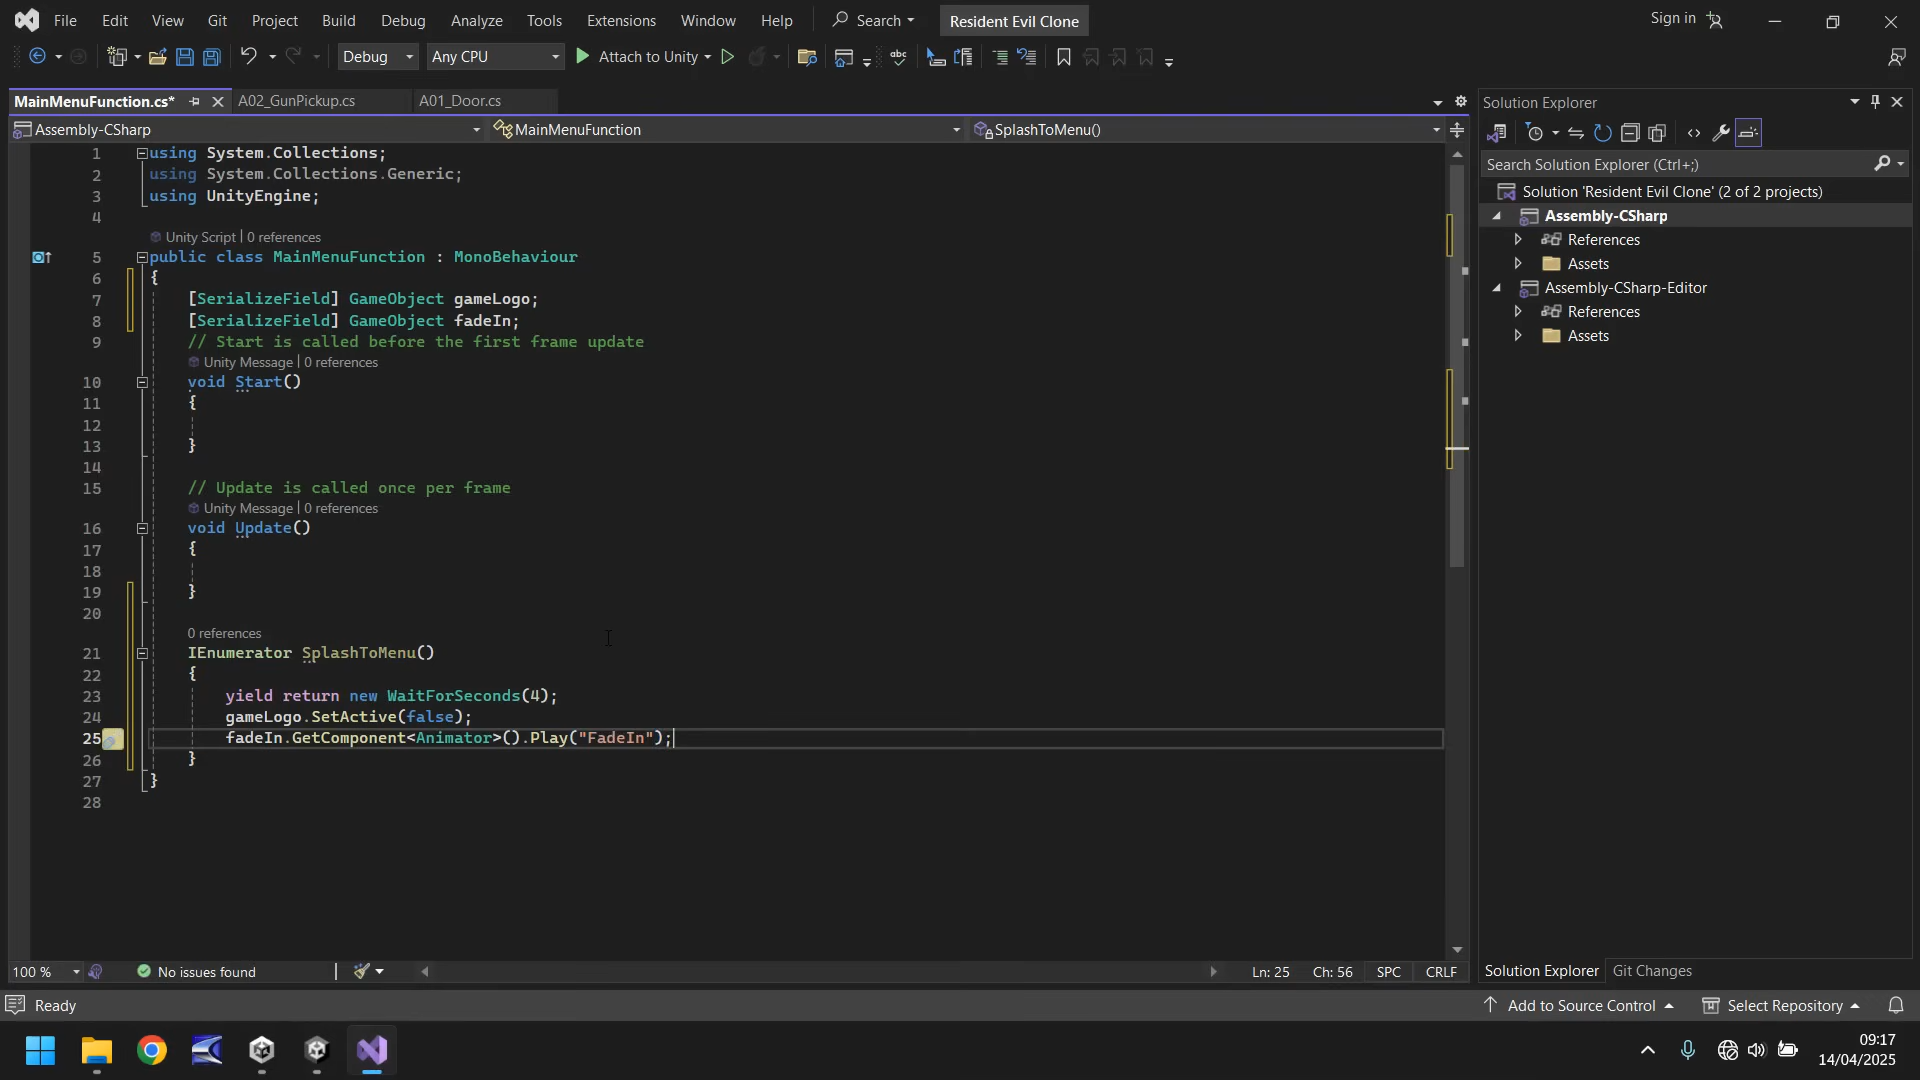 File Edit View Git Project Build Debug Analyze Tools Extensions Window Help Search Resident Evil Clone Sign in
Debug Any CPU Attach to Unity
MainMenuFunction.cs* A02_GunPickup.cs A01_Door.cs
Assembly-CSharp MainMenuFunction SplashToMenu()
1 using System.Collections;
2 using System.Collections.Generic;
3 using UnityEngine;
4
Unity Script | 0 references
5 public class MainMenuFunction : MonoBehaviour
6 {
7 [SerializeField] GameObject gameLogo;
8 [SerializeField] GameObject fadeIn;
9 // Start is called before the first frame update
Unity Message | 0 references
10 void Start()
11 {
12
13 }
14
15 // Update is called once per frame
Unity Message | 0 references
16 void Update()
17 {
18
19 }
20
0 references
21 IEnumerator SplashToMenu()
22 {
23 yield return new WaitForSeconds(4);
24 gameLogo.SetActive(false);
25 fadeIn.GetComponent<Animator>().Play("FadeIn");
26 }
27 }
28
100 % No issues found Ln: 25 Ch: 56 SPC CRLF
Solution Explorer
Search Solution Explorer (Ctrl+;)
Solution 'Resident Evil Clone' (2 of 2 projects)
Assembly-CSharp
References
Assets
Assembly-CSharp-Editor
References
Assets
Solution Explorer Git Changes
Ready Add to Source Control Select Repository
09:17
14/04/2025